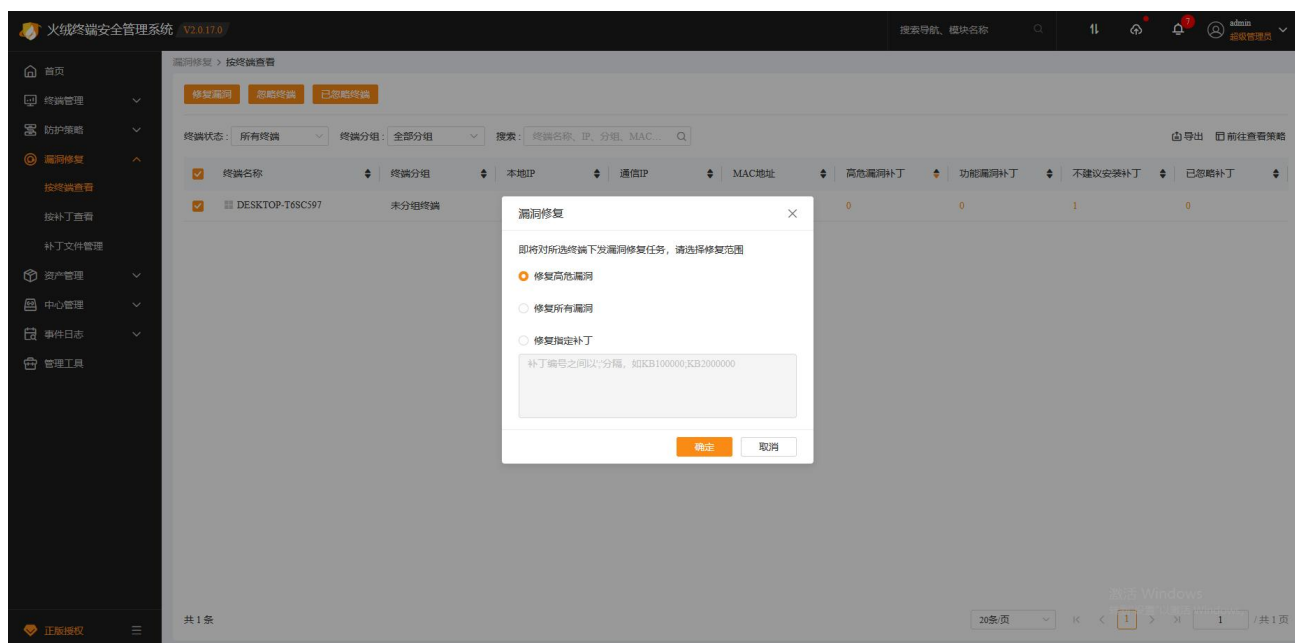 火绒终端安全管理系统 V2.0.17.0
搜索导航、模块名称
7
admin
超级管理员
首页
终端管理
防护策略
漏洞修复
按终端查看
按补丁查看
补丁文件管理
资产管理
中心管理
事件日志
管理工具
正版授权
漏洞修复 > 按终端查看
修复漏洞 忽略终端 已忽略终端
终端状态: 所有终端 终端分组: 全部分组 搜索: 终端名称、IP、分组、MAC... 导出 前往查看策略
终端名称 终端分组 本地IP 通信IP MAC地址 高危漏洞补丁 功能漏洞补丁 不建议安装补丁 已忽略补丁
DESKTOP-T6SC597 未分组终端 0 0 1 0
漏洞修复
即将对所选终端下发漏洞修复任务，请选择修复范围
修复高危漏洞
修复所有漏洞
修复指定补丁
补丁编号之间以';'分隔，如KB100000;KB2000000
确定 取消
激活 Windows
共 1 条 20条/页 1 1 / 共 1 页